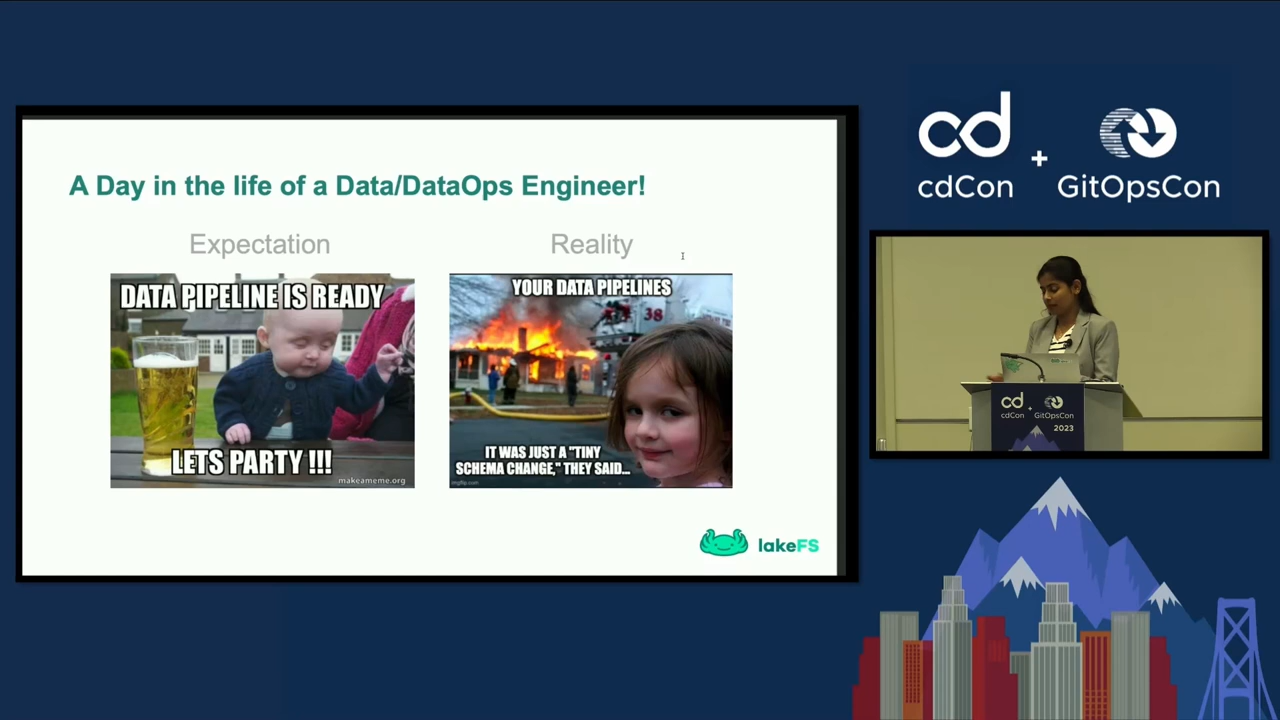 A Day in the life of a Data/DataOps Engineer!
Expectation
Reality
DATA PIPELINE IS READY
LETS PARTY !!!
makeameme.org
YOUR DATA PIPELINES
38
IT WAS JUST A "TINY
SCHEMA CHANGE," THEY SAID...
imgflip.com
lakeFS
cd
cdCon
+
GitOpsCon
cd
cdCon
+
GitOpsCon
2023